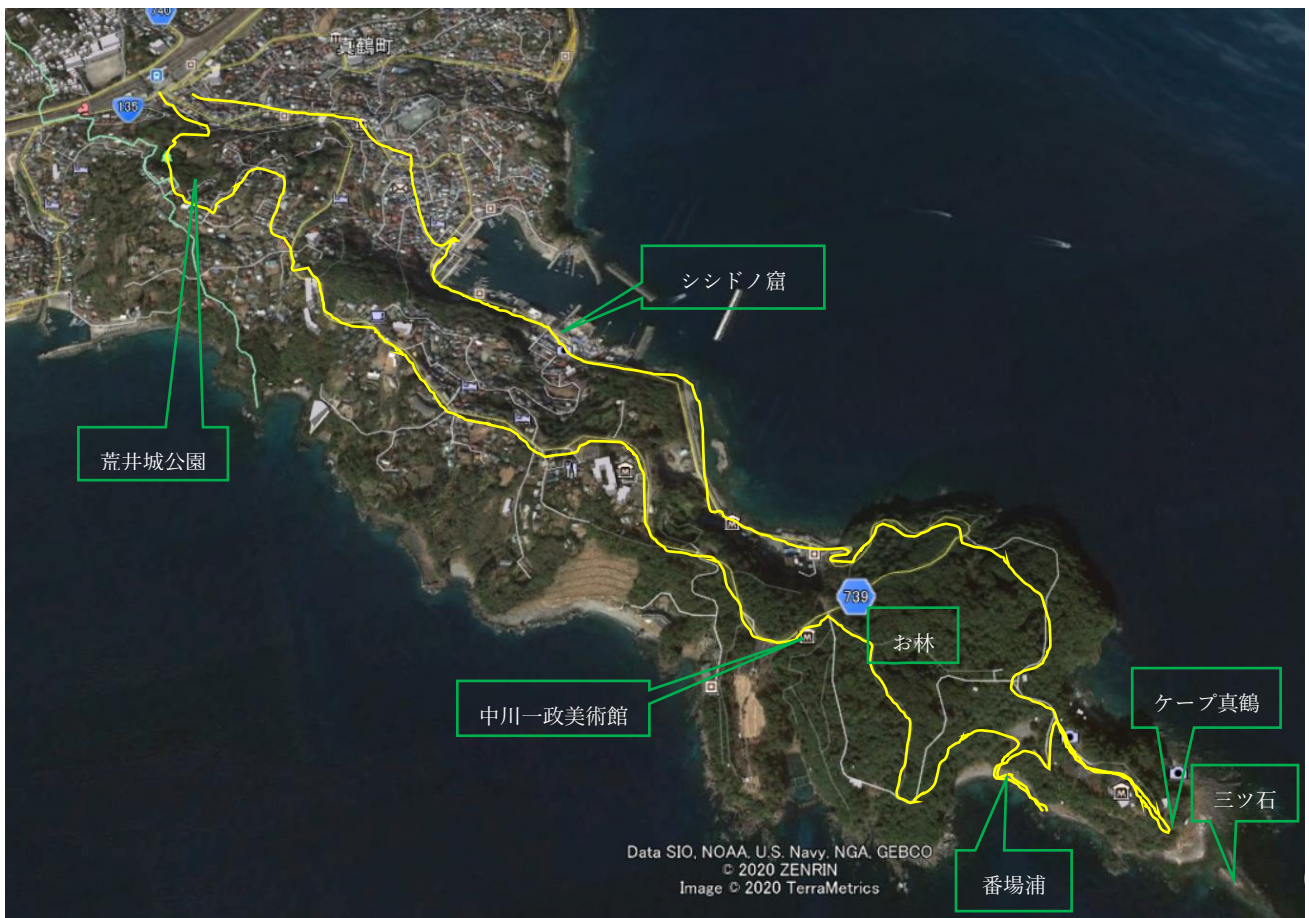 740
真鶴町
135
シシドノ窟
荒井城公園
739
お林
中川一政美術館
ケープ真鶴
三ツ石
番場浦
Data SIO, NOAA, U.S. Navy, NGA, GEBCO
© 2020 ZENRIN
Image © 2020 TerraMetrics
M
M
M
M